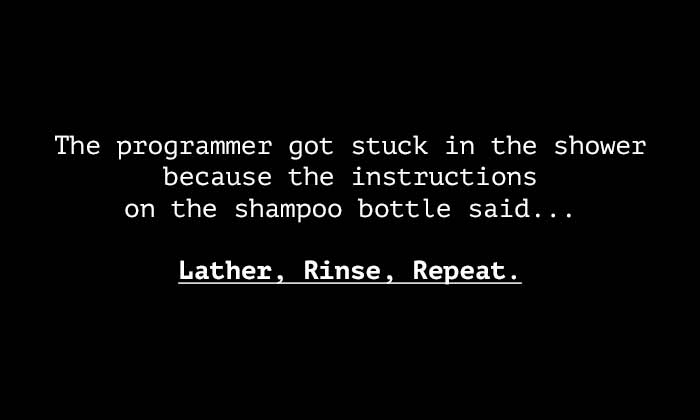 The programmer got stuck in the shower
because the instructions
on the shampoo bottle said...
Lather, Rinse, Repeat.